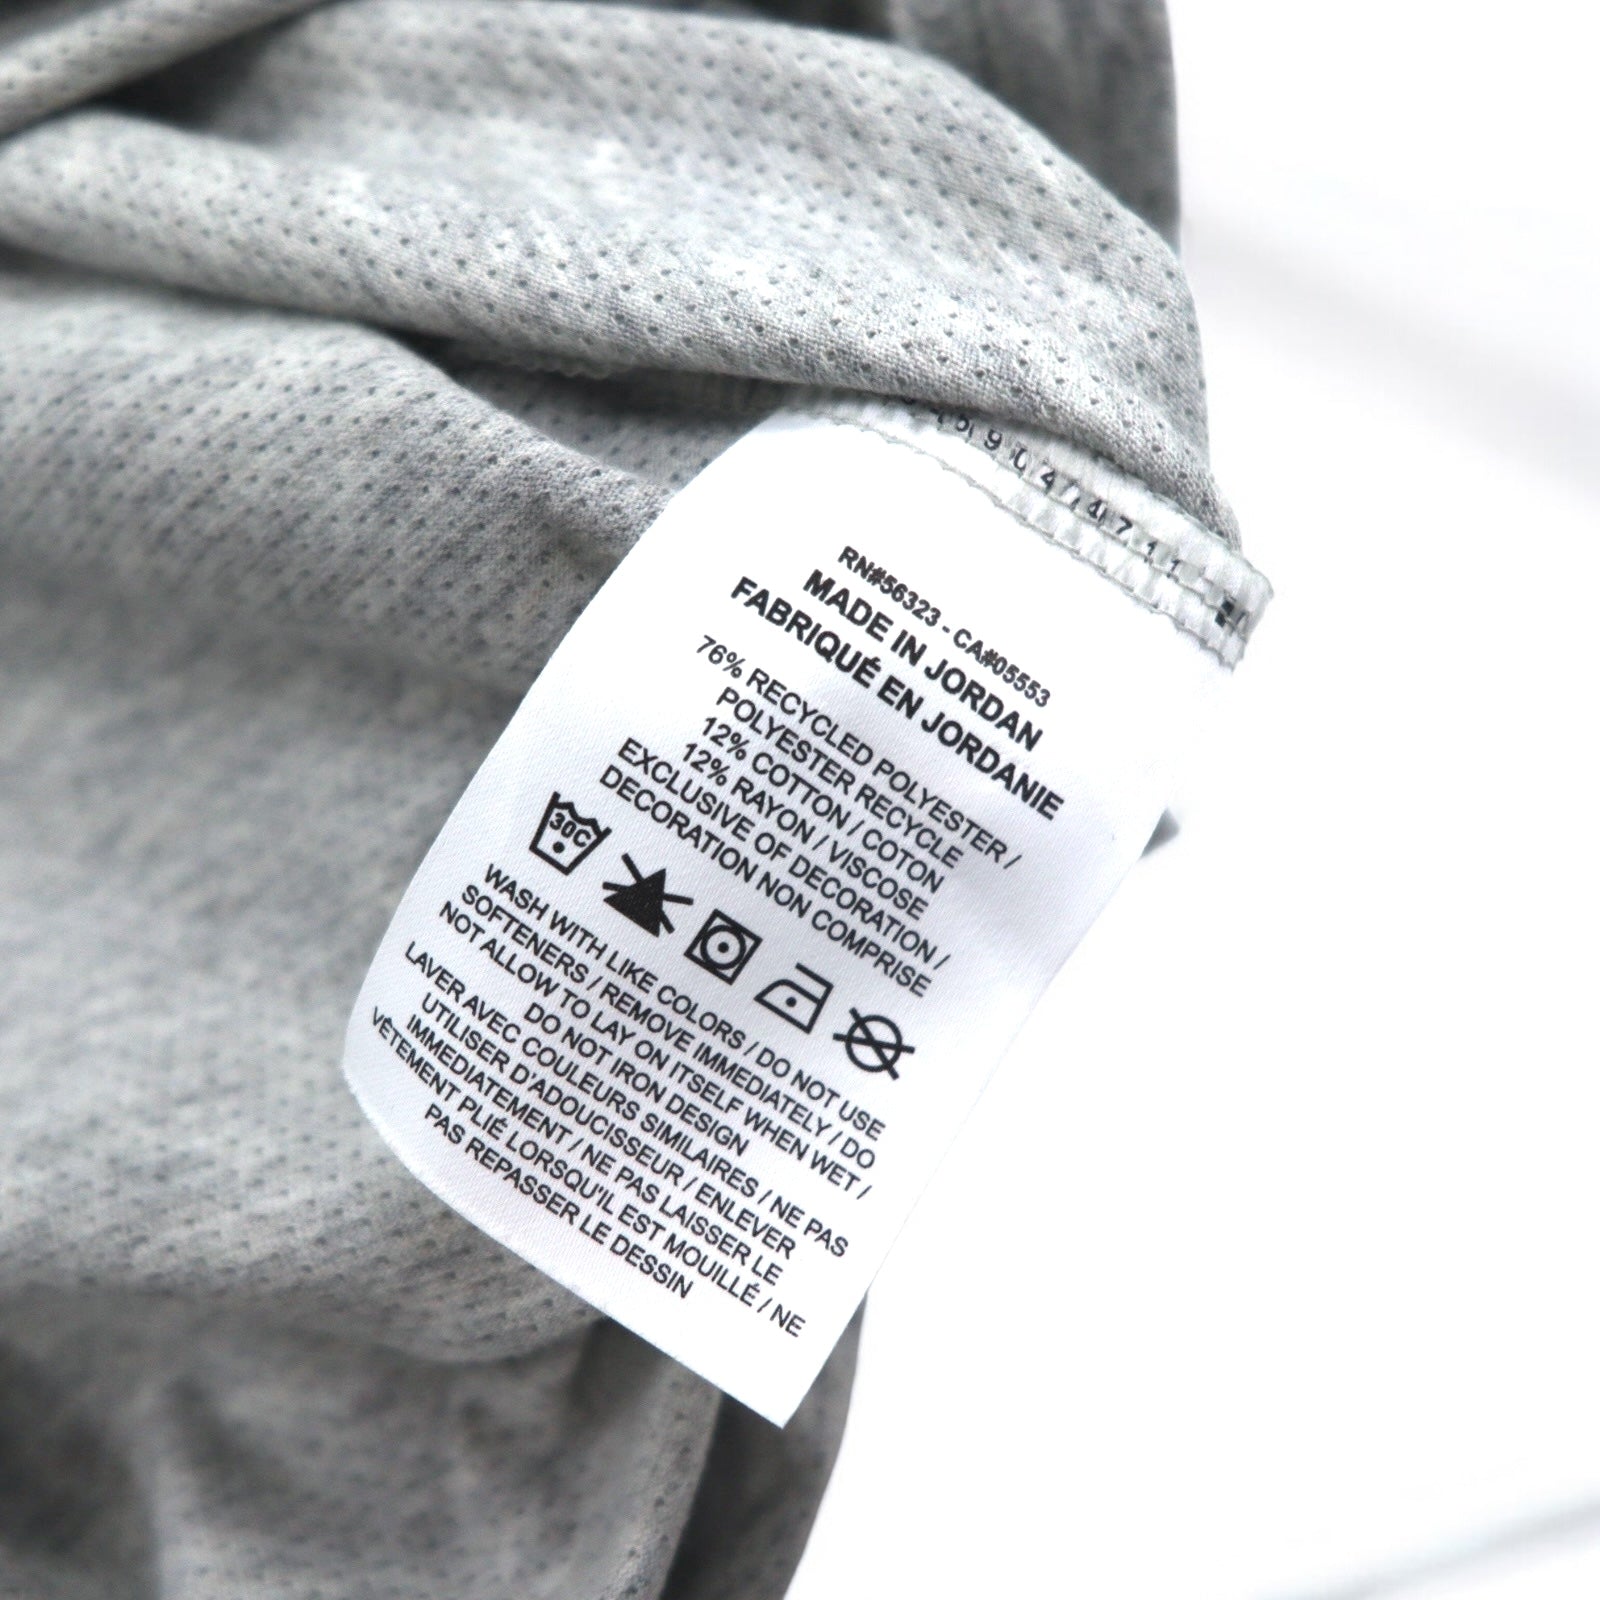 RN#56323 - CA#05553
MADE IN JORDAN
FABRIQUÉ EN JORDANIE
76% RECYCLED POLYESTER /
POLYESTER RECYCLE
12% COTTON / COTON
12% RAYON / VISCOSE
EXCLUSIVE OF DECORATION /
DECORATION NON COMPRISE
30C
WASH WITH LIKE COLORS / DO NOT USE
SOFTENERS / REMOVE IMMEDIATELY / DO
NOT ALLOW TO LAY ON ITSELF WHEN WET /
DO NOT IRON DESIGN
LAVER AVEC COULEURS SIMILAIRES / NE PAS
UTILISER D'ADOUCISSEUR / ENLEVER
IMMEDIATEMENT / NE PAS LAISSER LE
VÊTEMENT PLIÉ LORSQU'IL EST MOUILLÉ / NE
PAS REPASSER LE DESSIN